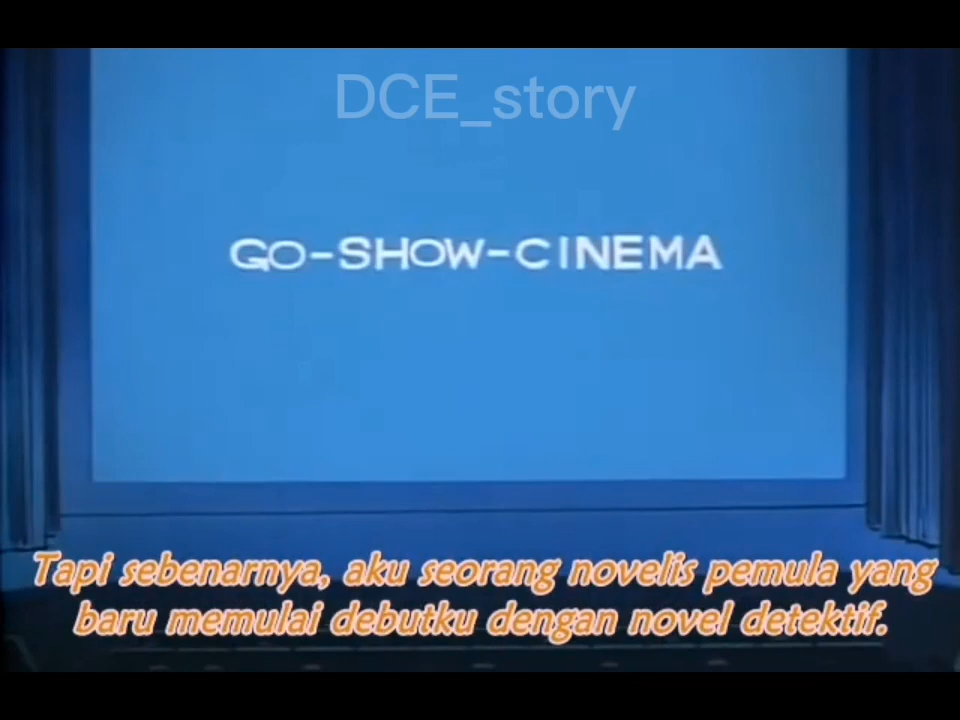 DCE_story
GO-SHOW-CINEMA
Tapi sebenarnya, aku seorang novelis pemula yang
baru memulai debutku dengan novel detektif.